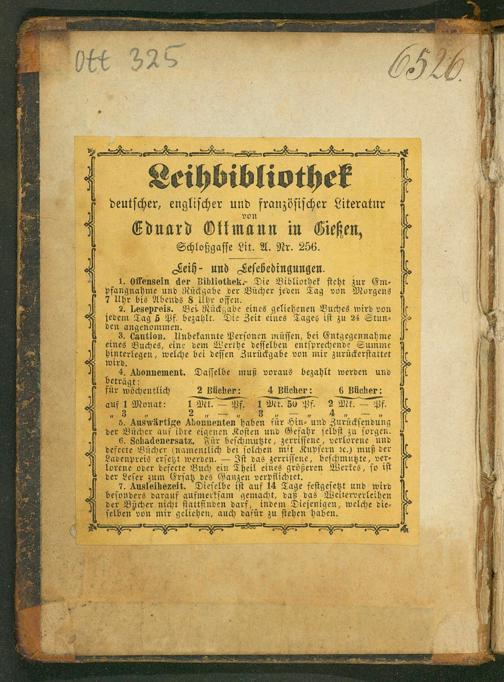 Ott 325
6526.
Leihbibliothek
deutscher, englischer und französischer Literatur
von
Eduard Ottmann in Gießen,
Schloßgasse Lit. A. Nr. 256.
Leih- und Lesebedingungen.
1. Offensein der Bibliothek. Die Bibliothek steht zur Em-
pfangnahme und Rückgabe der Bücher jeden Tag von Morgens
7 Uhr bis Abends 8 Uhr offen.
2. Lesepreis. Bei Rückgabe eines geliehenen Buches wird von
jedem Tag 5 Pf. bezahlt. Die Zeit eines Tages ist zu 24 Stun-
den angenommen.
3. Caution. Unbekannte Personen müssen, bei Entgegennahme
eines Buches, eine dem Werthe desselben entsprechende Summe
hinterlegen, welche bei dessen Zurückgabe von mir zurückerstattet
wird.
4. Abonnement. Dasselbe muß voraus bezahlt werden und
beträgt:
für wöchentlich 2 Bücher: 4 Bücher: 6 Bücher:
auf 1 Monat: 1 Mk. — Pf. 1 Mk. 50 Pf. 2 Mk. — Pf.
„ 3 „ 2 „ — „ 3 „ — „ 4 „ — „
5. Auswärtige Abonnenten haben für Hin- und Zurücksendung
der Bücher auf ihre eigenen Kosten und Gefahr selbst zu sorgen.
6. Schadenersatz. Für beschmutzte, zerrissene, verlorene und
defecte Bücher (namentlich bei solchen mit Kupfern ꝛc.) muß der
Ladenpreis ersetzt werden. — Ist das zerrissene, beschmutzte, ver-
lorene oder defecte Buch ein Theil eines größeren Werkes, so ist
der Leser zum Ersatz des Ganzen verpflichtet.
7. Ausleihezeit. Dieselbe ist auf 14 Tage festgesetzt und wird
besonders darauf aufmerksam gemacht, daß das Weiterverleihen
der Bücher nicht stattfinden darf, indem Diejenigen, welche die-
selben von mir geliehen, auch dafür zu stehen haben.